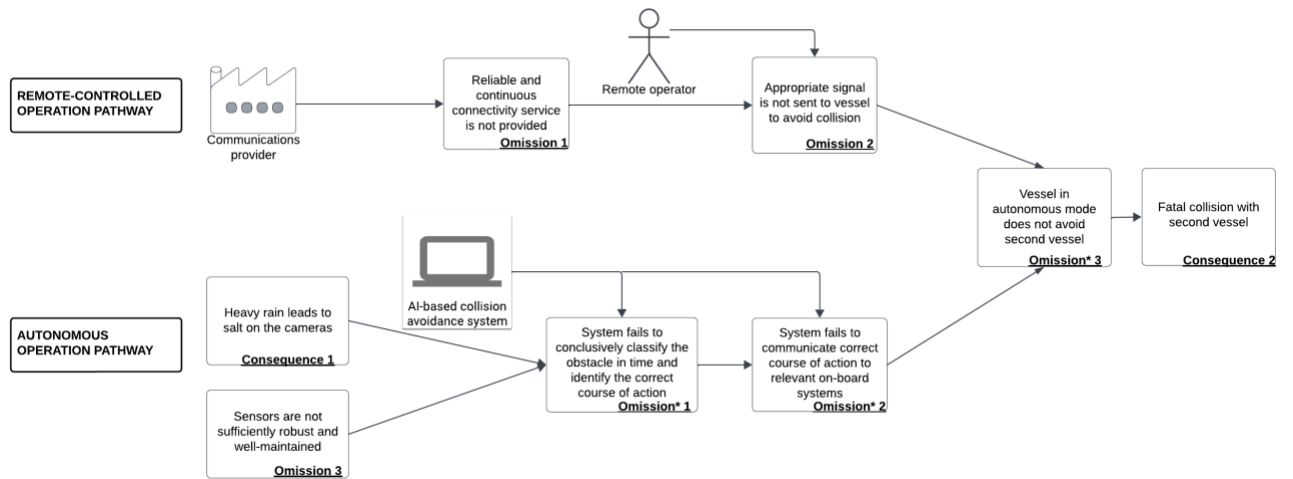 REMOTE-CONTROLLED
OPERATION PATHWAY
Communications
provider
Reliable and
continuous
connectivity service
is not provided
Omission 1
Remote operator
Appropriate signal
is not sent to vessel
to avoid collision
Omission 2
Vessel in
autonomous mode
does not avoid
second vessel
Omission* 3
Fatal collision with
second vessel
Consequence 2
AUTONOMOUS
OPERATION PATHWAY
Heavy rain leads to
salt on the cameras
Consequence 1
Sensors are not
sufficiently robust and
well-maintained
Omission 3
AI-based collision
avoidance system
System fails to
conclusively classify the
obstacle in time and
identify the correct
course of action
Omission* 1
System fails to
communicate correct
course of action to
relevant on-board
systems
Omission* 2